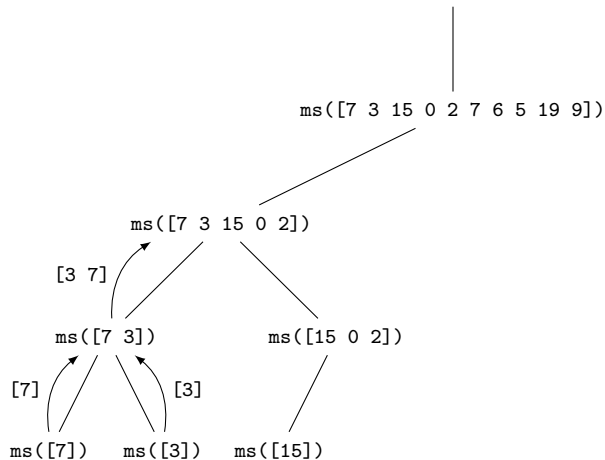 ms([7 3 15 0 2 7 6 5 19 9])
ms([7 3 15 0 2])
[3 7]
ms([7 3])
ms([15 0 2])
[7]
[3]
ms([7])
ms([3])
ms([15])